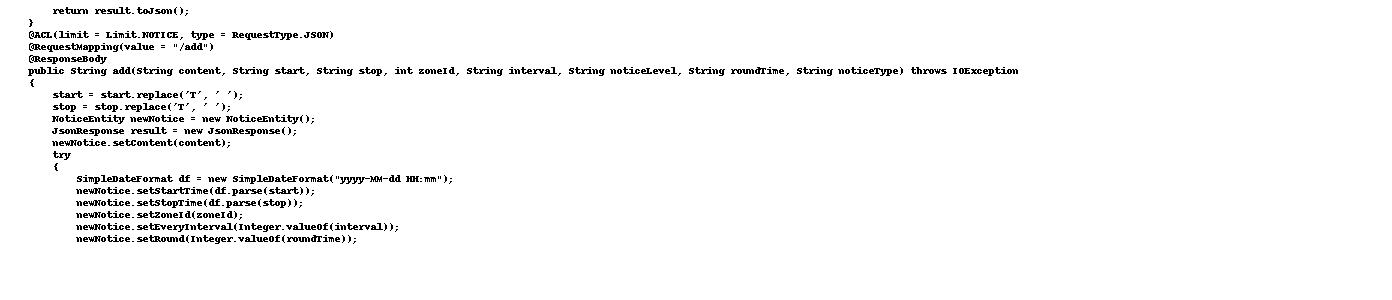 return result.toJson();
}
@ACL(limit = Limit.NOTICE, type = RequestType.JSON)
@RequestMapping(value = "/add")
@ResponseBody
public String add(String content, String start, String stop, int zoneId, String interval, String noticeLevel, String roundTime, String noticeType) throws IOException
{
start = start.replace('T', ' ');
stop = stop.replace('T', ' ');
NoticeEntity newNotice = new NoticeEntity();
JsonResponse result = new JsonResponse();
newNotice.setContent(content);
try
{
SimpleDateFormat df = new SimpleDateFormat("yyyy-MM-dd HH:mm");
newNotice.setStartTime(df.parse(start));
newNotice.setStopTime(df.parse(stop));
newNotice.setZoneId(zoneId);
newNotice.setEveryInterval(Integer.valueOf(interval));
newNotice.setRound(Integer.valueOf(roundTime));